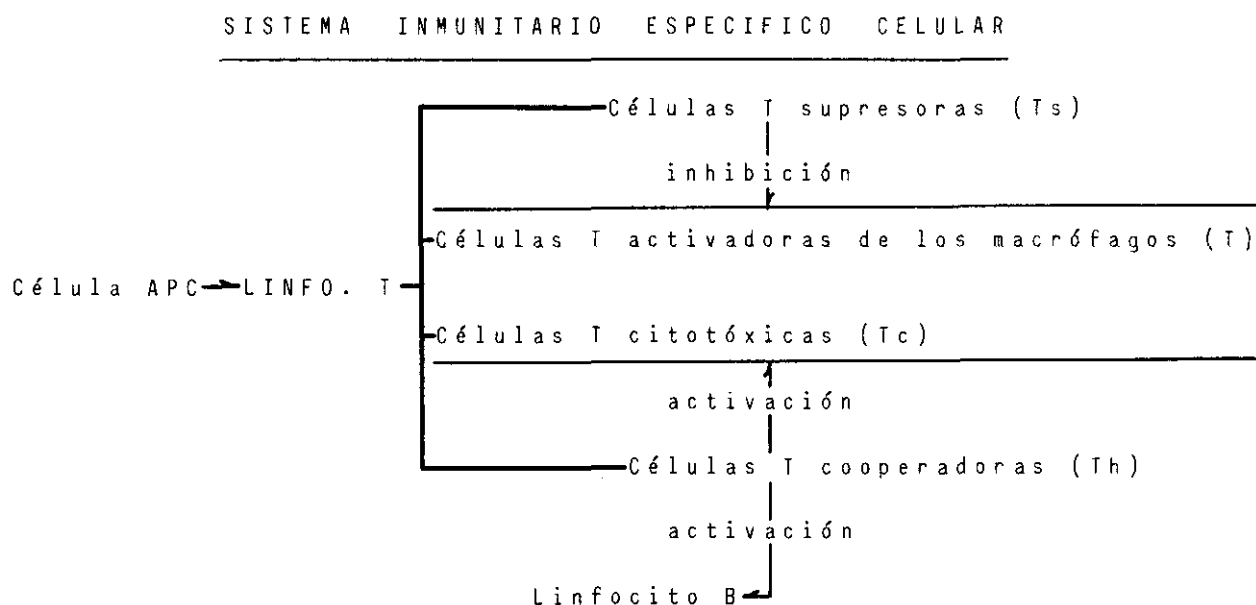 SISTEMA INMUNITARIO ESPECIFICO CELULAR
Células T supresoras (Ts)
inhibición
Células T activadoras de los macrófagos (T)
Célula APC LINFO. T
Células T citotóxicas (Tc)
activación
Células T cooperadoras (Th)
activación
Linfocito B